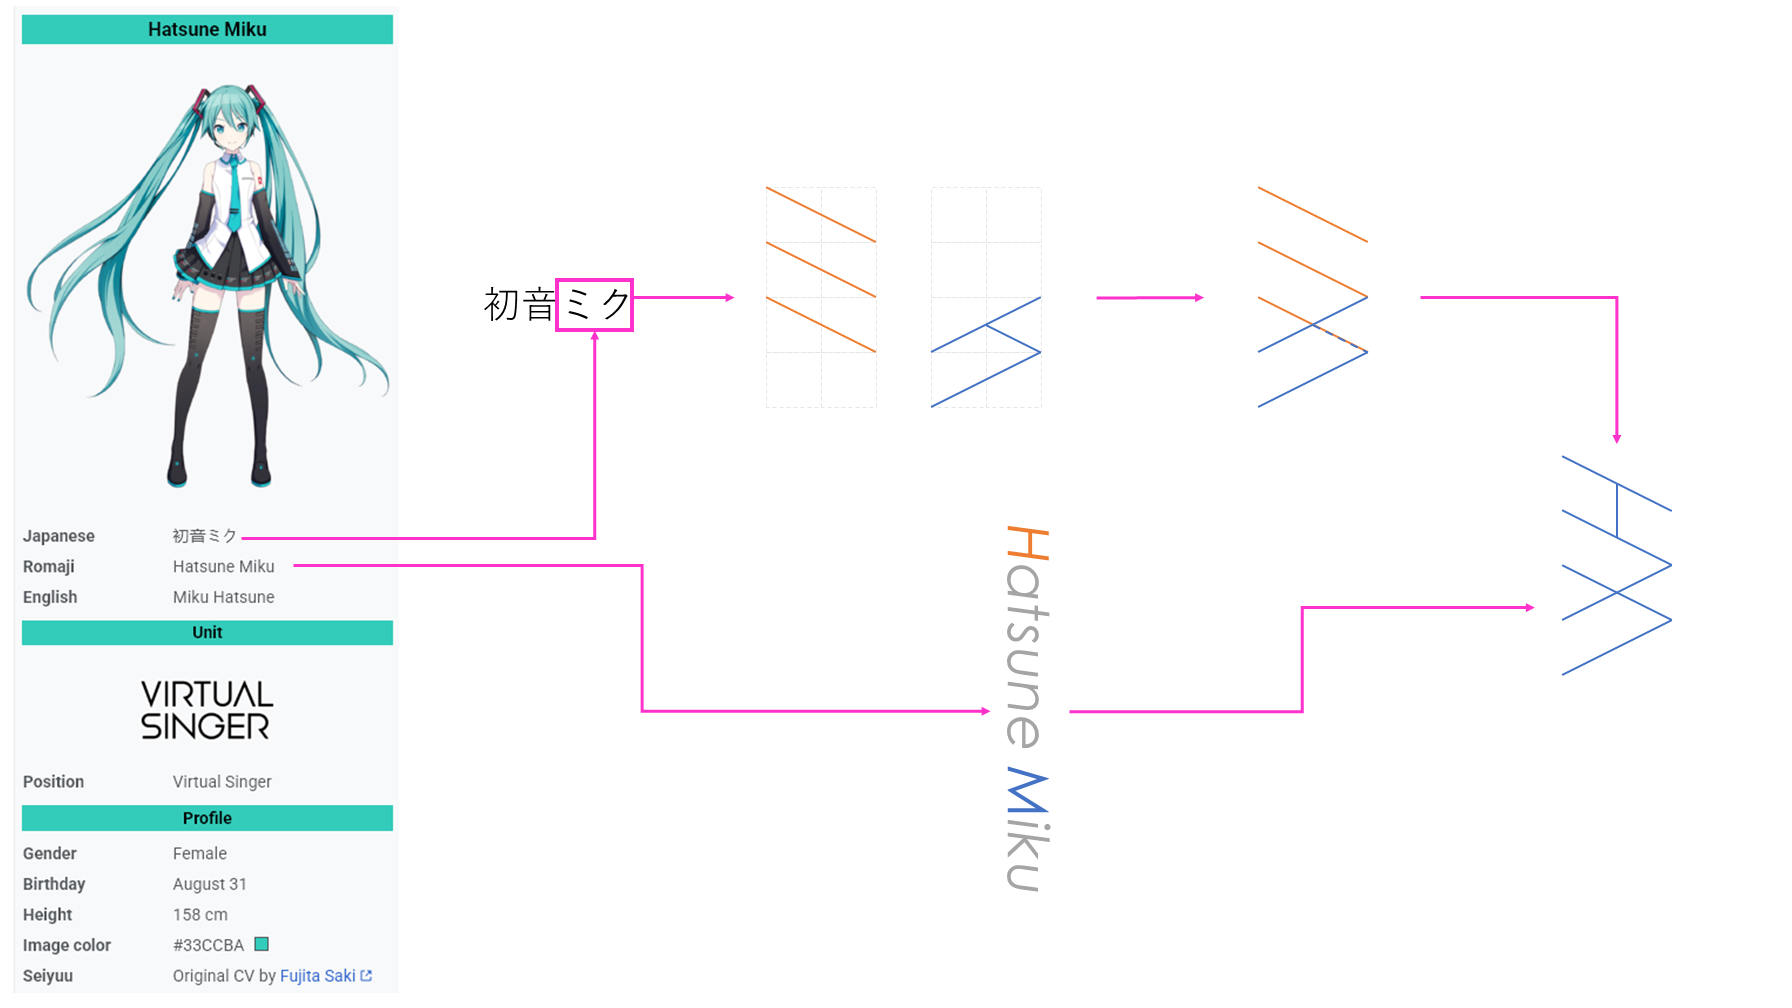 Hatsune Miku
Japanese 初音ミク
Romaji Hatsune Miku
English Miku Hatsune
Unit
VIRTUAL
SINGER
Position Virtual Singer
Profile
Gender Female
Birthday August 31
Height 158 cm
Image color #33CCBA
Seiyuu Original CV by Fujita Saki
初音ミク
Hatsune Miku